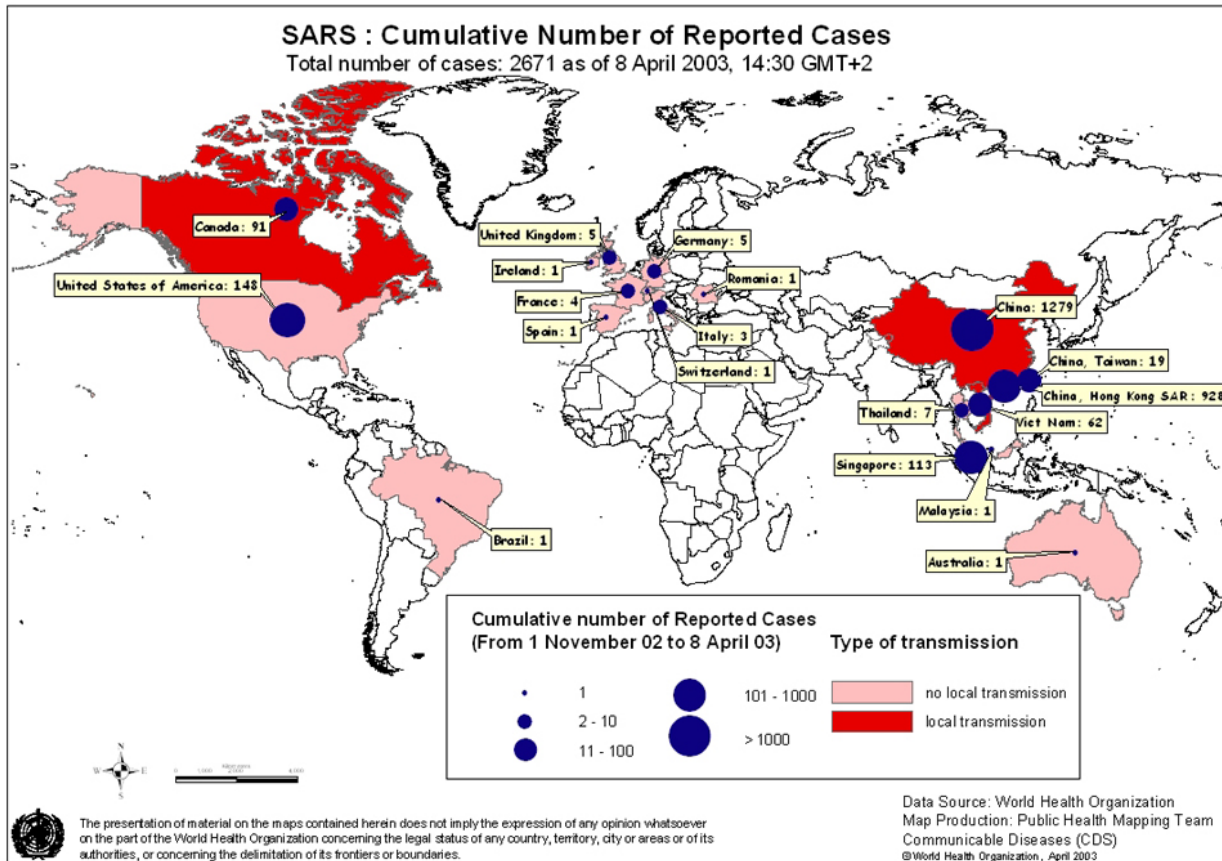 SARS : Cumulative Number of Reported Cases
Total number of cases: 2671 as of 8 April 2003, 14:30 GMT+2
Canada: 91
United States of America: 148
United Kingdom: 5
Germany: 5
Ireland: 1
Romania: 1
France: 4
Spain: 1
Italy: 3
Switzerland: 1
China: 1279
China, Taiwan: 19
China, Hong Kong SAR: 928
Thailand: 7
Viet Nam: 62
Singapore: 113
Malaysia: 1
Brazil: 1
Australia: 1
Cumulative number of Reported Cases
(From 1 November 02 to 8 April 03)
1
2 - 10
11 - 100
101 - 1000
> 1000
Type of transmission
no local transmission
local transmission
N
W E
S
0 2,000 4,000
The presentation of material on the maps contained herein does not imply the expression of any opinion whatsoever
on the part of the World Health Organization concerning the legal status of any country, territory, city or areas or of its
authorities, or concerning the delimitation of its frontiers or boundaries.
Data Source: World Health Organization
Map Production: Public Health Mapping Team
Communicable Diseases (CDS)
©World Health Organization, April 2003